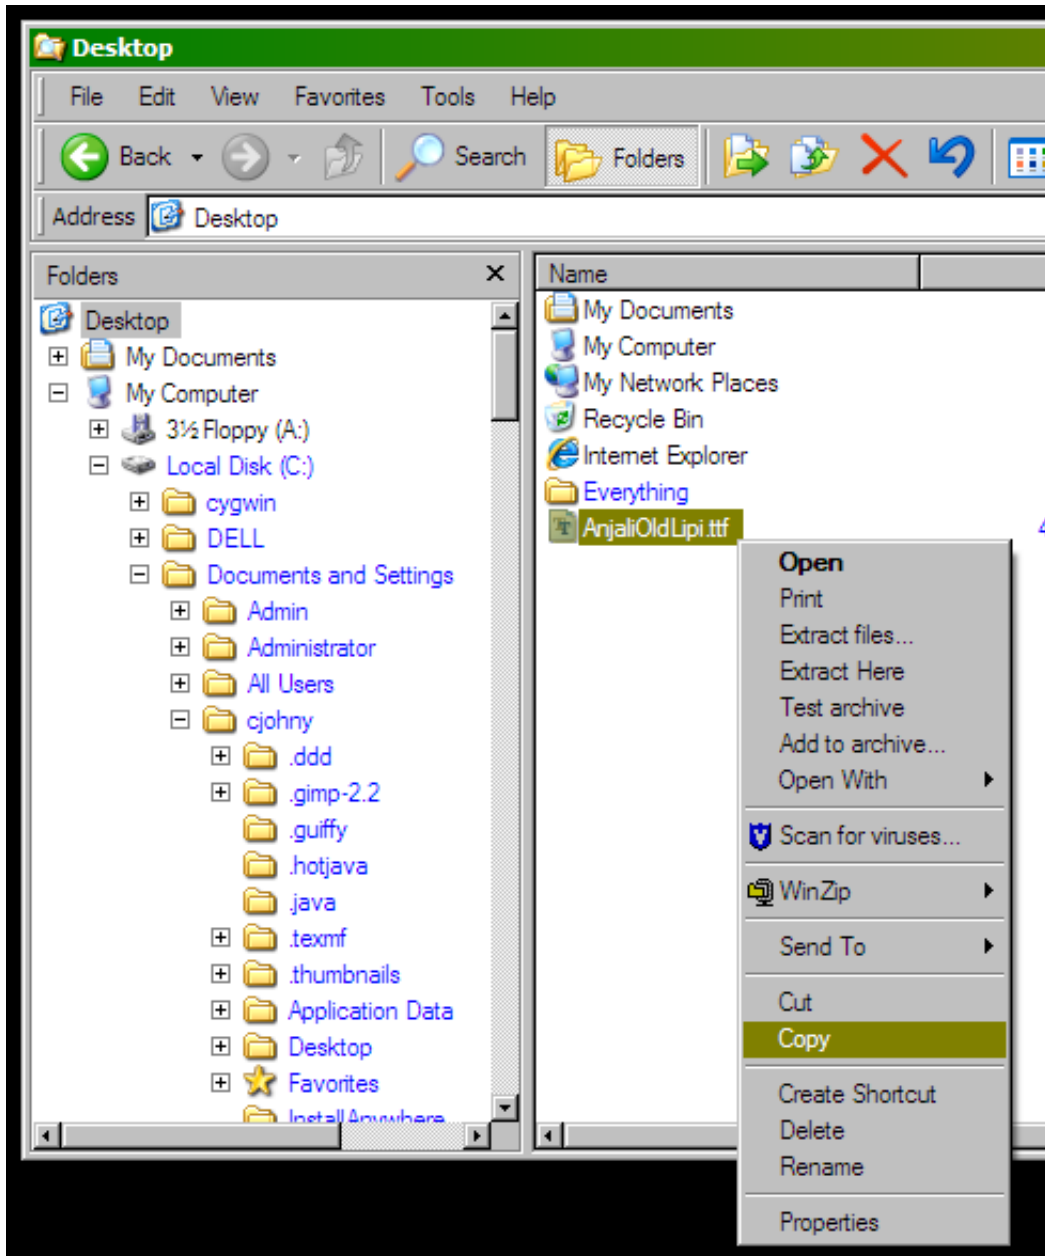 Desktop
File Edit View Favorites Tools Help
Back Search Folders
Address Desktop
Folders
Desktop
My Documents
My Computer
3½ Floppy (A:)
Local Disk (C:)
cygwin
DELL
Documents and Settings
Admin
Administrator
All Users
cjohny
.ddd
.gimp-2.2
.guiffy
.hotjava
.java
.texmf
.thumbnails
Application Data
Desktop
Favorites
InstallAnywhere
Name
My Documents
My Computer
My Network Places
Recycle Bin
Internet Explorer
Everything
AnjaliOldLipi.ttf
Open
Print
Extract files...
Extract Here
Test archive
Add to archive...
Open With
Scan for viruses...
WinZip
Send To
Cut
Copy
Create Shortcut
Delete
Rename
Properties